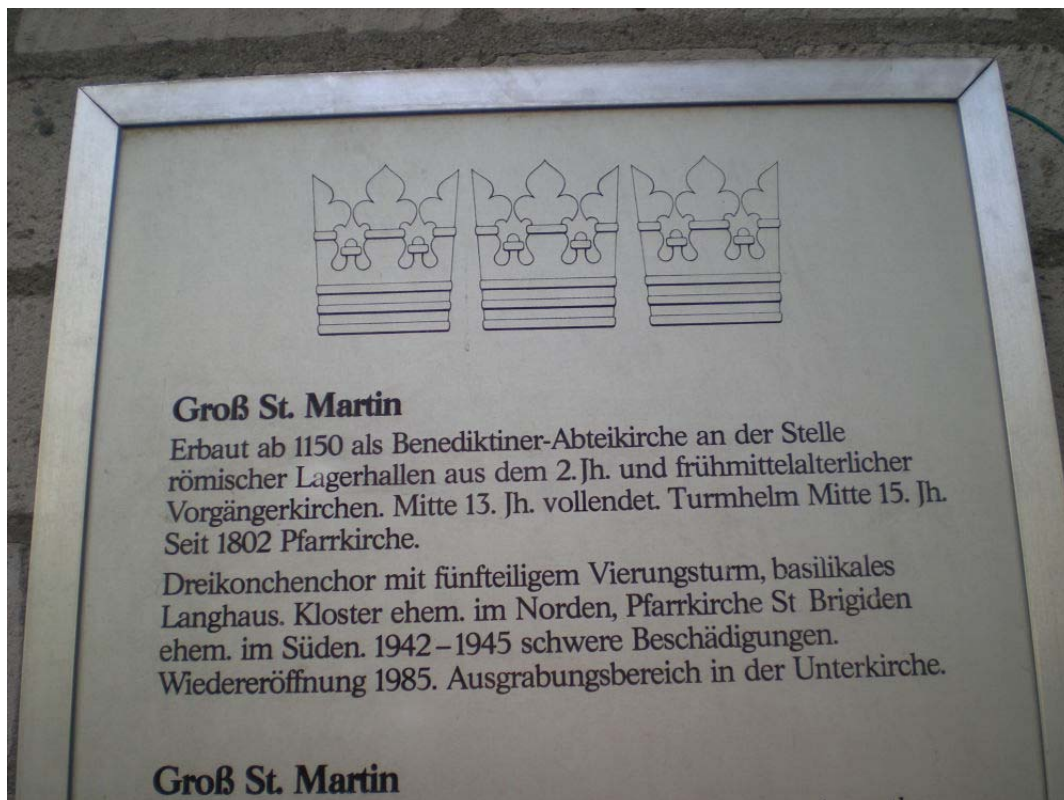 Groß St. Martin
Erbaut ab 1150 als Benediktiner-Abteikirche an der Stelle
römischer Lagerhallen aus dem 2. Jh. und frühmittelalterlicher
Vorgängerkirchen. Mitte 13. Jh. vollendet. Turmhelm Mitte 15. Jh.
Seit 1802 Pfarrkirche.
Dreikonchenchor mit fünfteiligem Vierungsturm, basilikales
Langhaus. Kloster ehem. im Norden, Pfarrkirche St Brigiden
ehem. im Süden. 1942–1945 schwere Beschädigungen.
Wiedereröffnung 1985. Ausgrabungsbereich in der Unterkirche.
Groß St. Martin